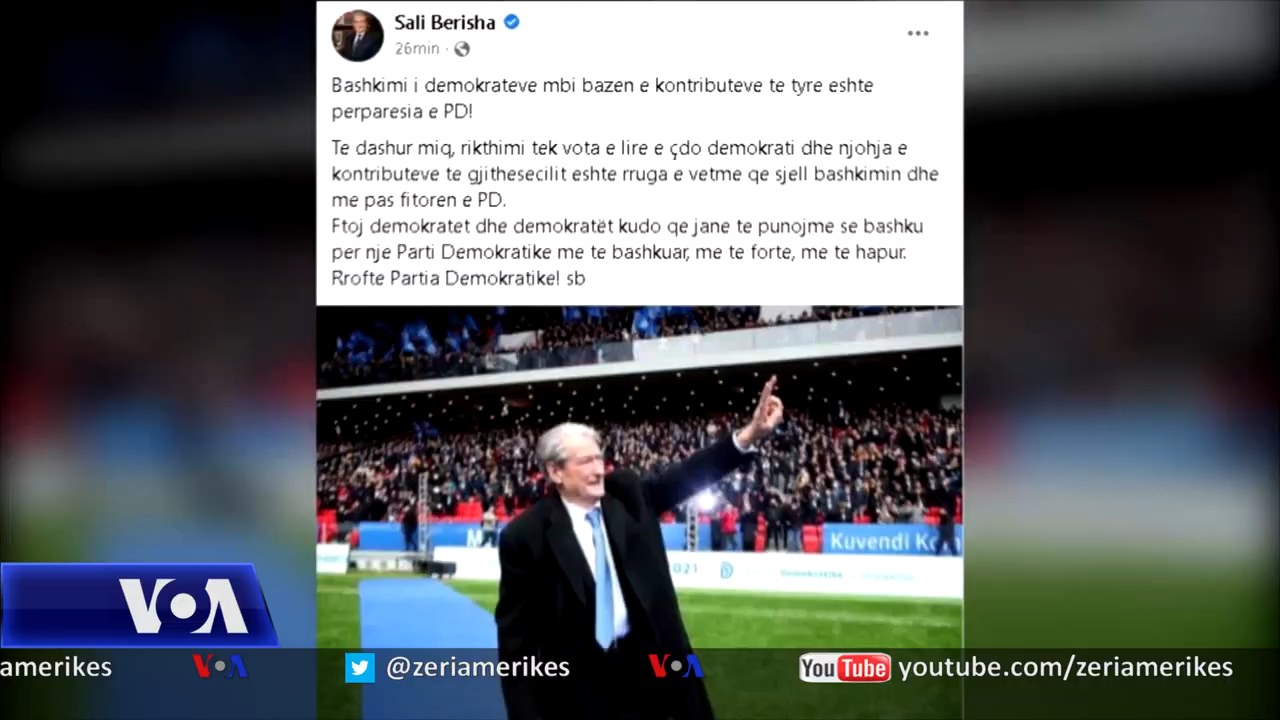 Sali Berisha
26min ·
Bashkimi i demokrateve mbi bazen e kontributeve te tyre eshte
perparesia e PD!
Te dashur miq, rikthimi tek vota e lire e çdo demokrati dhe njohja e
kontributeve te gjithesecilit eshte rruga e vetme qe sjell bashkimin dhe
me pas fitoren e PD.
Ftoj demokratet dhe demokratët kudo qe jane te punojme se bashku
per nje Parti Demokratike me te bashkuar, me te forte, me te hapur.
Rrofte Partia Demokratike! sb
Kuvendi Kom
021
Demokratike
VOA
amerikes VOA @zeriamerikes VOA YouTube youtube.com/zeriamerikes